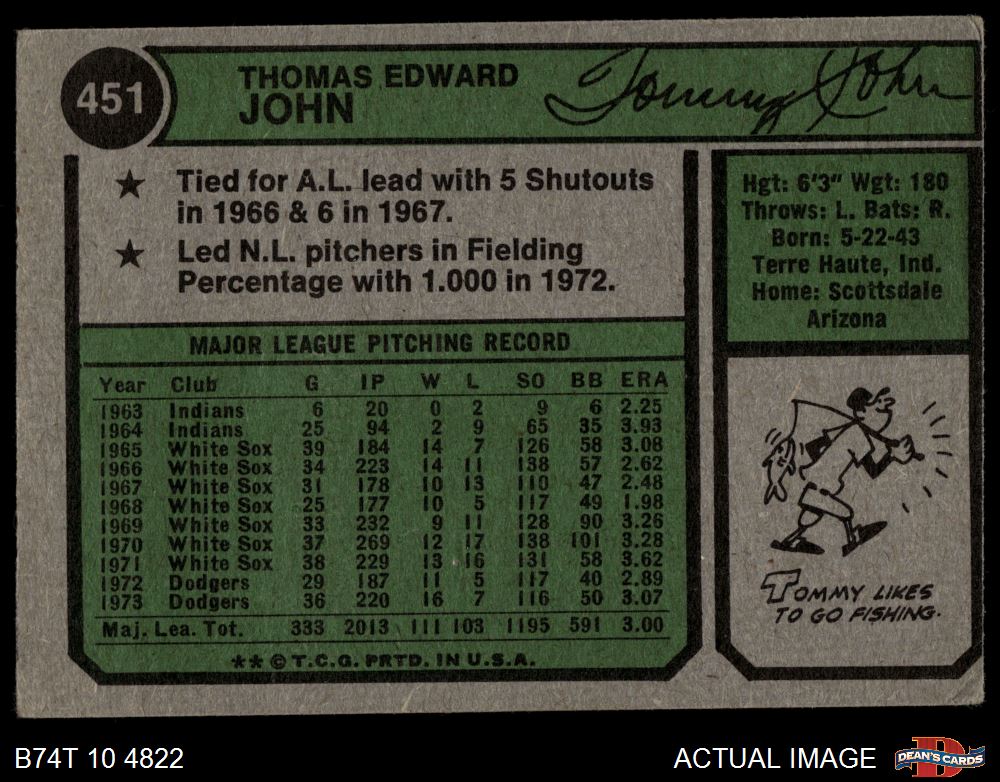 451
THOMAS EDWARD
JOHN
Tommy John
★ Tied for A.L. lead with 5 Shutouts
in 1966 & 6 in 1967.
★ Led N.L. pitchers in Fielding
Percentage with 1.000 in 1972.
Hgt: 6'3" Wgt: 180
Throws: L. Bats: R.
Born: 5-22-43
Terre Haute, Ind.
Home: Scottsdale
Arizona
MAJOR LEAGUE PITCHING RECORD
Year Club G IP W L SO BB ERA
1963 Indians 6 20 0 2 9 6 2.25
1964 Indians 25 94 2 9 65 35 3.93
1965 White Sox 39 184 14 7 126 58 3.08
1966 White Sox 34 223 14 11 138 57 2.62
1967 White Sox 31 178 10 13 110 47 2.48
1968 White Sox 25 177 10 5 117 49 1.98
1969 White Sox 33 232 9 11 128 90 3.26
1970 White Sox 37 269 12 17 138 101 3.28
1971 White Sox 38 229 13 16 131 58 3.62
1972 Dodgers 29 187 11 5 117 40 2.89
1973 Dodgers 36 220 16 7 116 50 3.07
Maj. Lea. Tot. 333 2013 111 103 1195 591 3.00
** © T.C.G. PRTD. IN U.S.A.
TOMMY LIKES
TO GO FISHING.
B74T 10 4822
ACTUAL IMAGE
D
DEAN'S CARDS